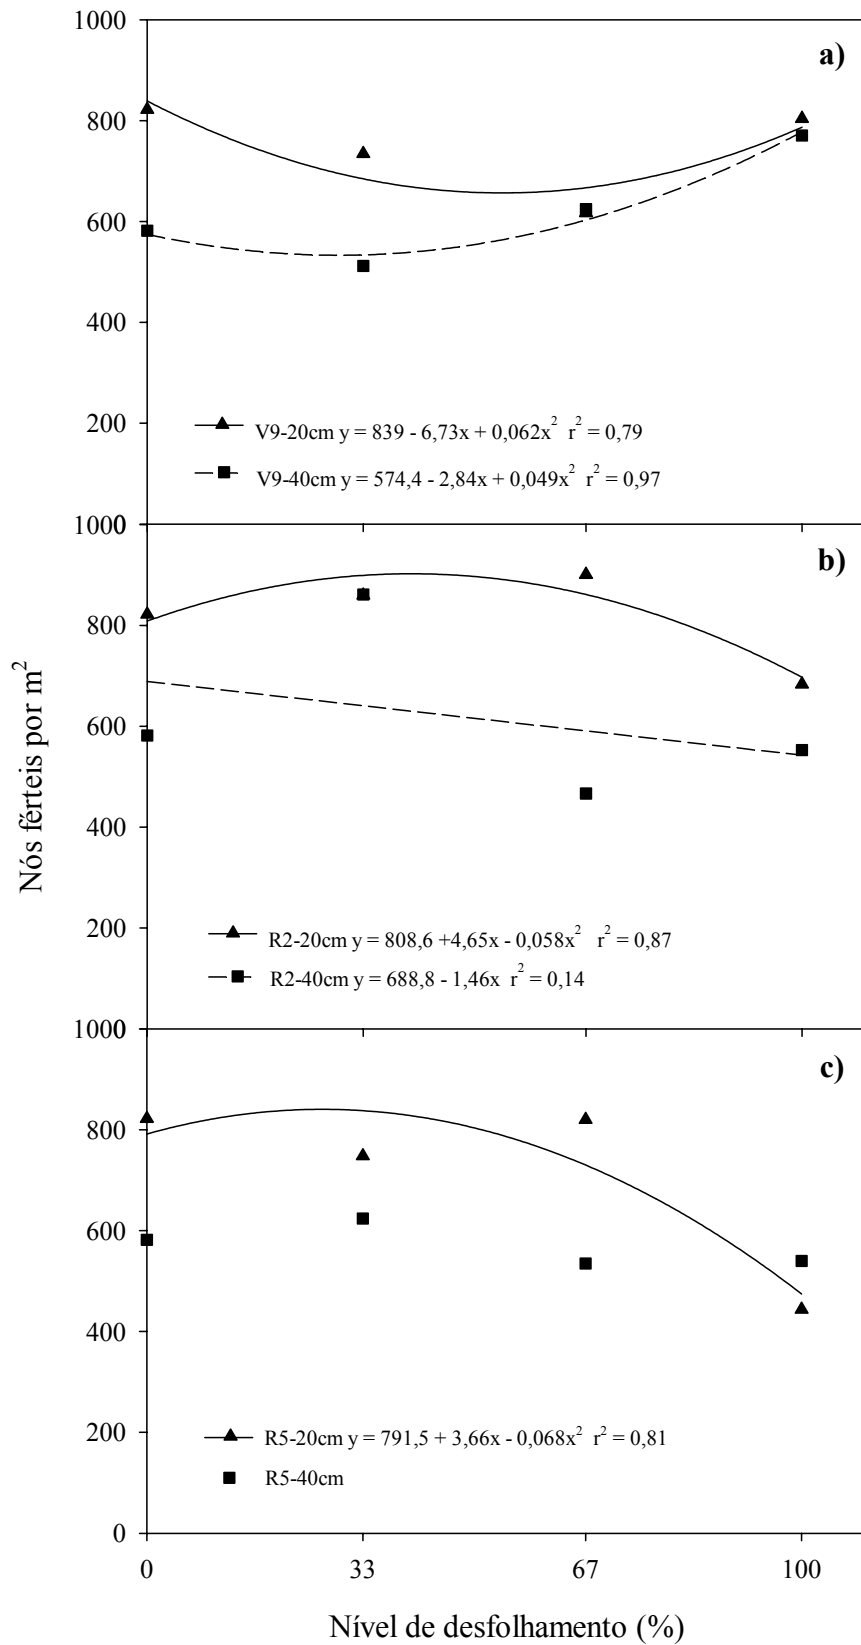 1000
a)
800
600
400
200
V9-20cm y = 839 - 6,73x + 0,062x² r² = 0,79
V9-40cm y = 574,4 - 2,84x + 0,049x² r² = 0,97
0
1000
b)
800
600
400
200
R2-20cm y = 808,6 +4,65x - 0,058x² r² = 0,87
R2-40cm y = 688,8 - 1,46x r² = 0,14
0
1000
c)
800
600
400
200
0
R5-20cm y = 791,5 + 3,66x - 0,068x² r² = 0,81
R5-40cm
Nós férteis por m²
0 33 67 100
Nível de desfolhamento (%)